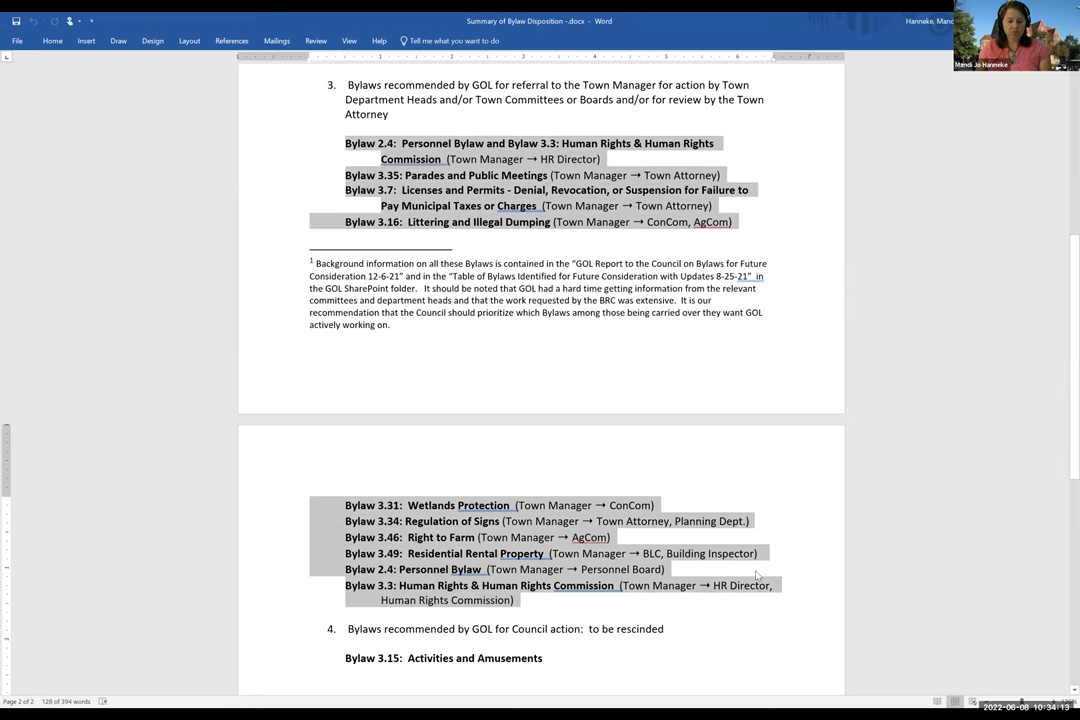 Summary of Bylaw Disposition -.docx - Word
Hanneke, Mandi
File Home Insert Draw Design Layout References Mailings Review View Help Tell me what you want to do
Mandi Jo Hanneke
3. Bylaws recommended by GOL for referral to the Town Manager for action by Town
Department Heads and/or Town Committees or Boards and/or for review by the Town
Attorney
Bylaw 2.4: Personnel Bylaw and Bylaw 3.3: Human Rights & Human Rights
Commission (Town Manager → HR Director)
Bylaw 3.35: Parades and Public Meetings (Town Manager → Town Attorney)
Bylaw 3.7: Licenses and Permits - Denial, Revocation, or Suspension for Failure to
Pay Municipal Taxes or Charges (Town Manager → Town Attorney)
Bylaw 3.16: Littering and Illegal Dumping (Town Manager → ConCom, AgCom)
1 Background information on all these Bylaws is contained in the "GOL Report to the Council on Bylaws for Future
Consideration 12-6-21" and in the "Table of Bylaws Identified for Future Consideration with Updates 8-25-21" in
the GOL SharePoint folder. It should be noted that GOL had a hard time getting information from the relevant
committees and department heads and that the work requested by the BRC was extensive. It is our
recommendation that the Council should prioritize which Bylaws among those being carried over they want GOL
actively working on.
Bylaw 3.31: Wetlands Protection (Town Manager → ConCom)
Bylaw 3.34: Regulation of Signs (Town Manager → Town Attorney, Planning Dept.)
Bylaw 3.46: Right to Farm (Town Manager → AgCom)
Bylaw 3.49: Residential Rental Property (Town Manager → BLC, Building Inspector)
Bylaw 2.4: Personnel Bylaw (Town Manager → Personnel Board)
Bylaw 3.3: Human Rights & Human Rights Commission (Town Manager → HR Director,
Human Rights Commission)
4. Bylaws recommended by GOL for Council action: to be rescinded
Bylaw 3.15: Activities and Amusements
Page 2 of 2 128 of 394 words
2022-06-08 10:34:13